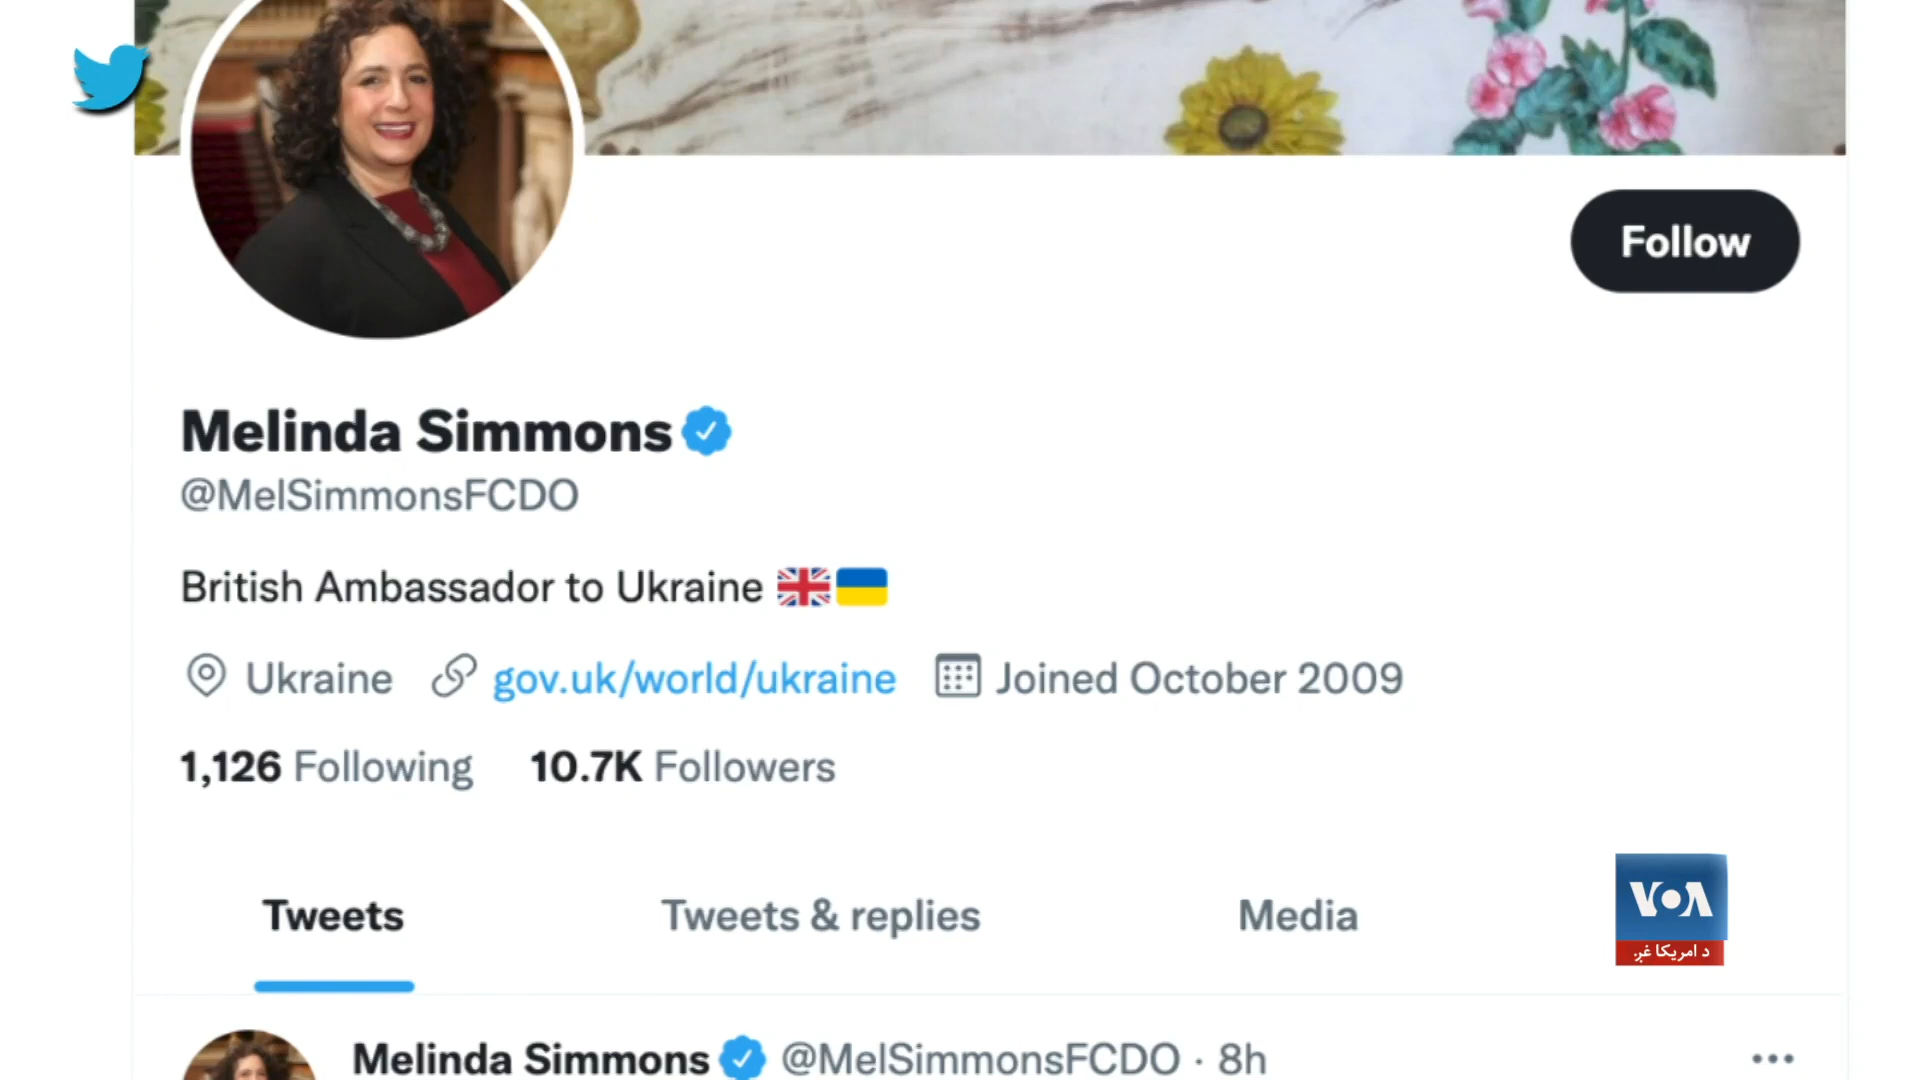 Follow
Melinda Simmons
@MelSimmonsFCDO
British Ambassador to Ukraine
Ukraine gov.uk/world/ukraine Joined October 2009
1,126 Following 10.7K Followers
Tweets Tweets & replies Media
VOA
د امریکا غږ
Melinda Simmons @MelSimmonsFCDO · 8h